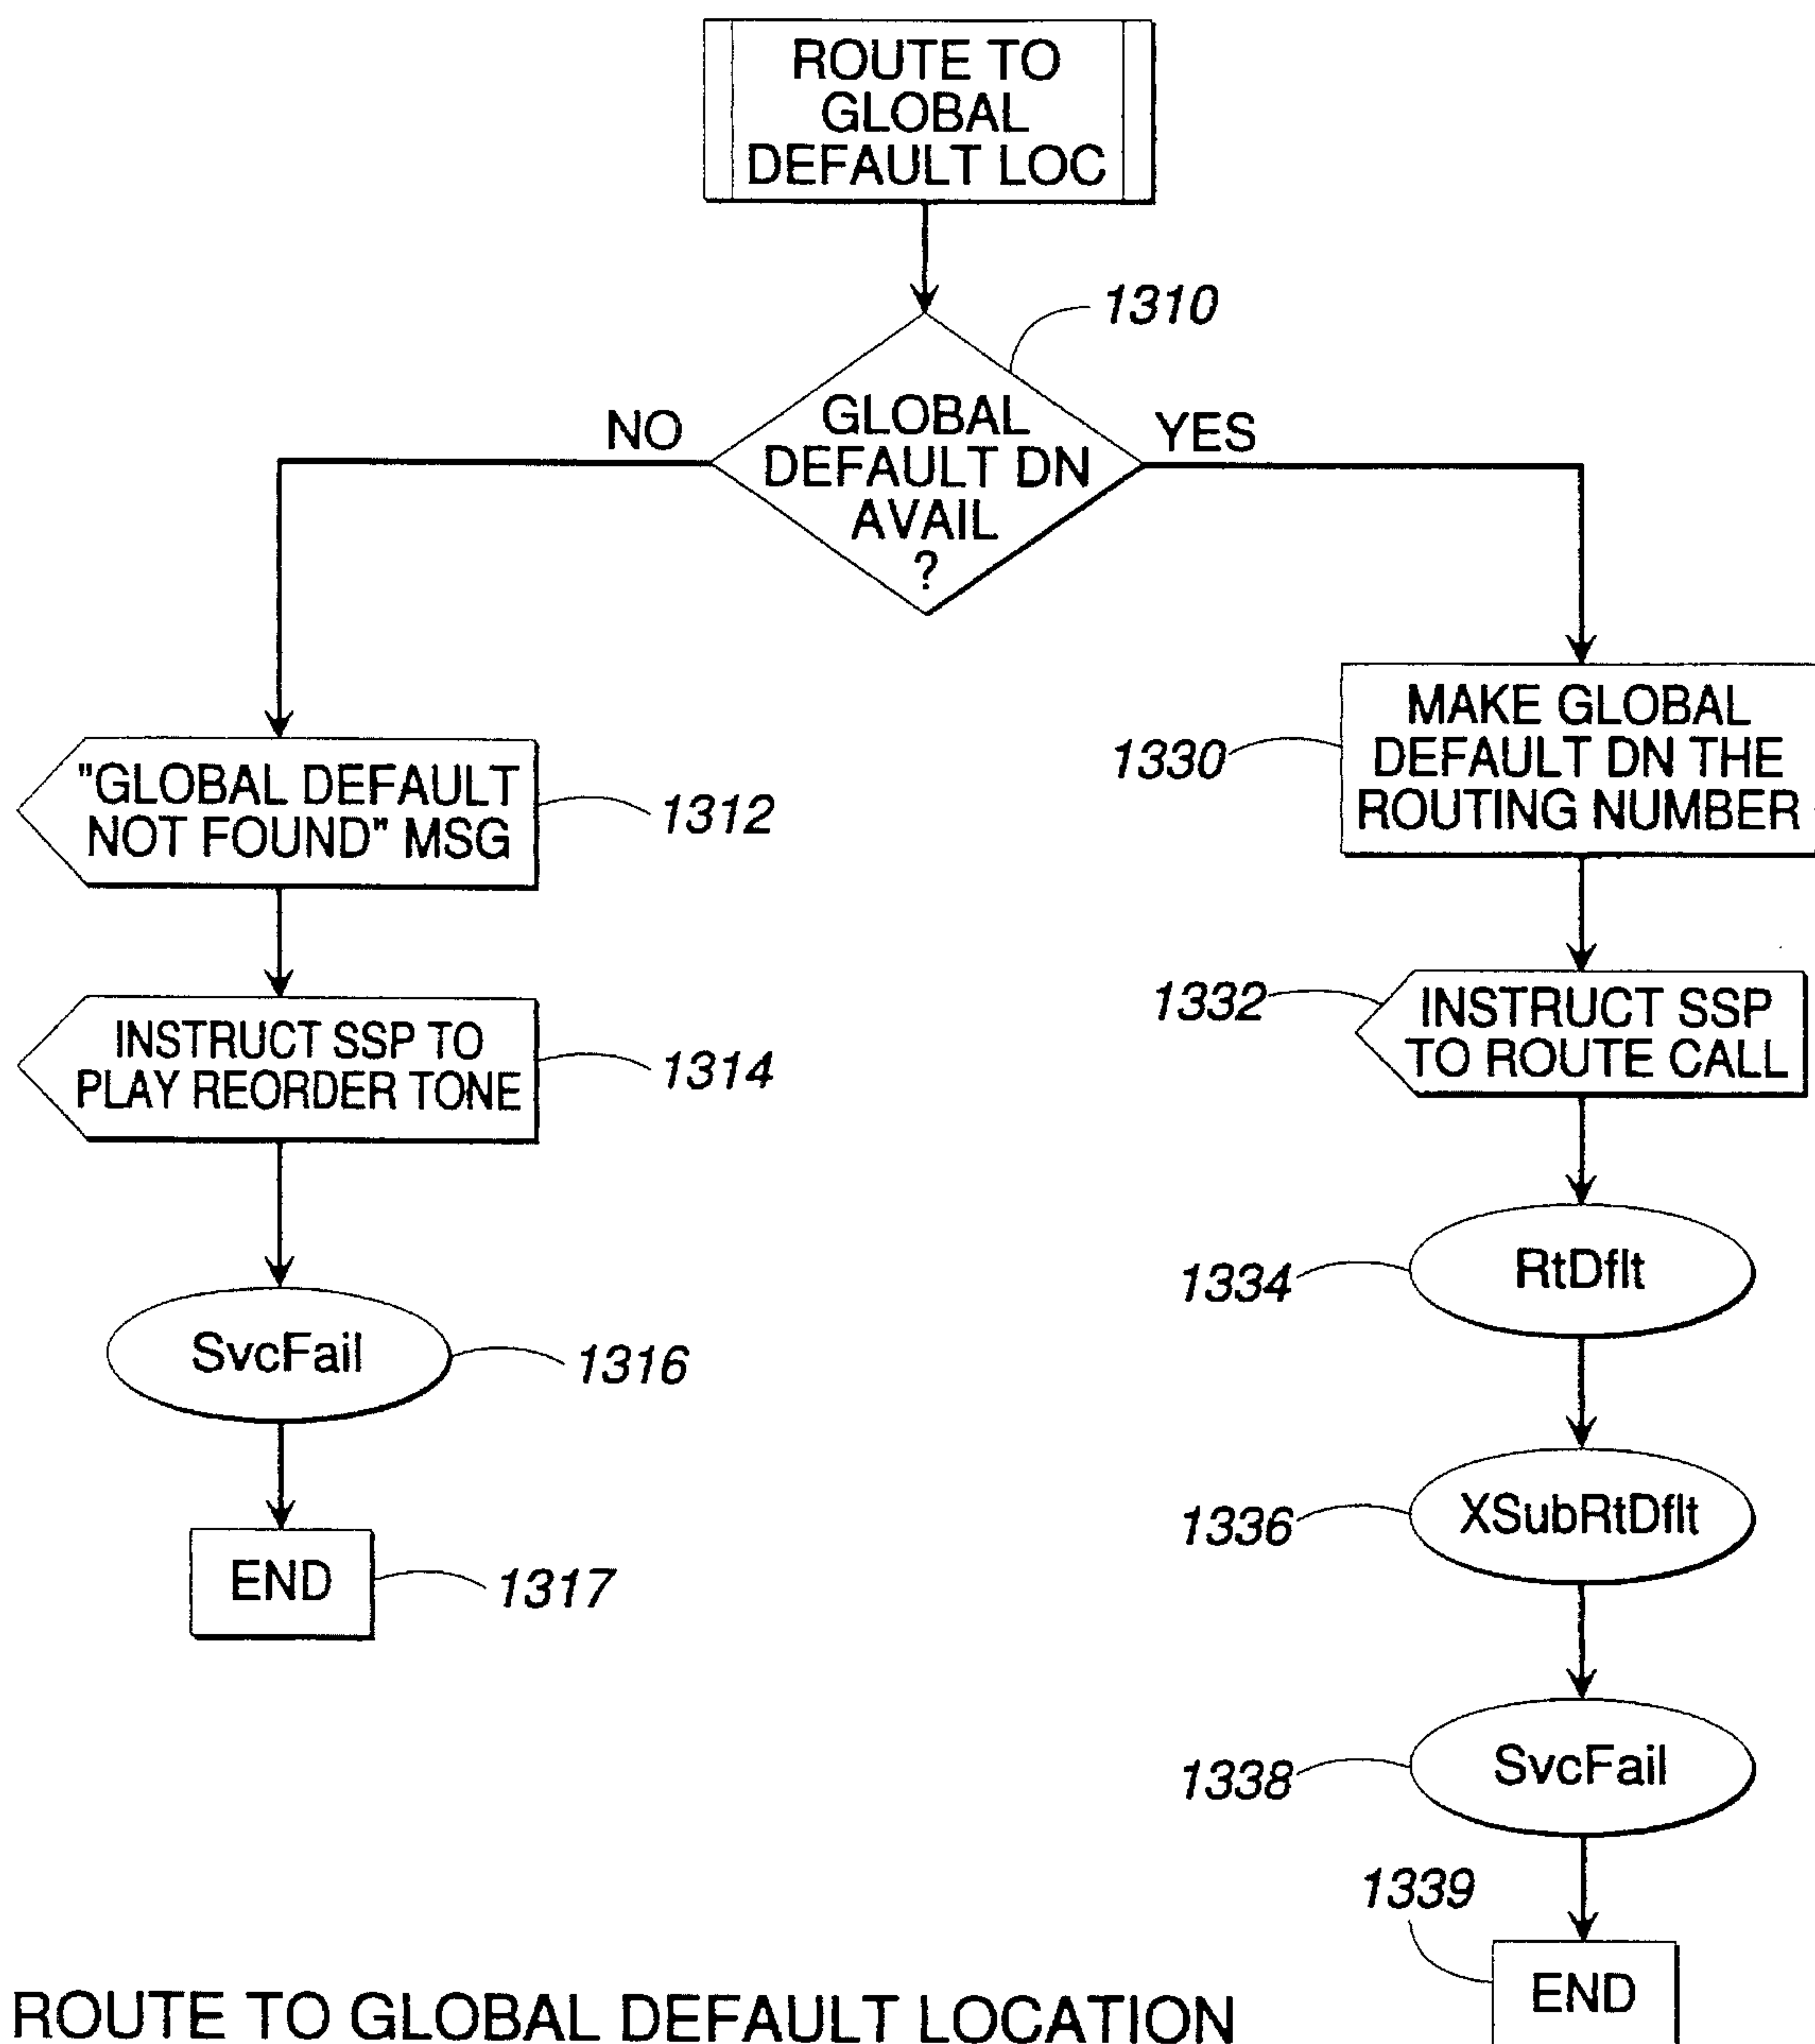 ROUTE TO
GLOBAL
DEFAULT LOC
1310
GLOBAL
DEFAULT DN
AVAIL
?
NO
YES
"GLOBAL DEFAULT
NOT FOUND" MSG
1312
INSTRUCT SSP TO
PLAY REORDER TONE
1314
SvcFail
1316
END
1317
MAKE GLOBAL
DEFAULT DN THE
ROUTING NUMBER
1330
INSTRUCT SSP
TO ROUTE CALL
1332
RtDflt
1334
XSubRtDflt
1336
SvcFail
1338
END
1339
ROUTE TO GLOBAL DEFAULT LOCATION